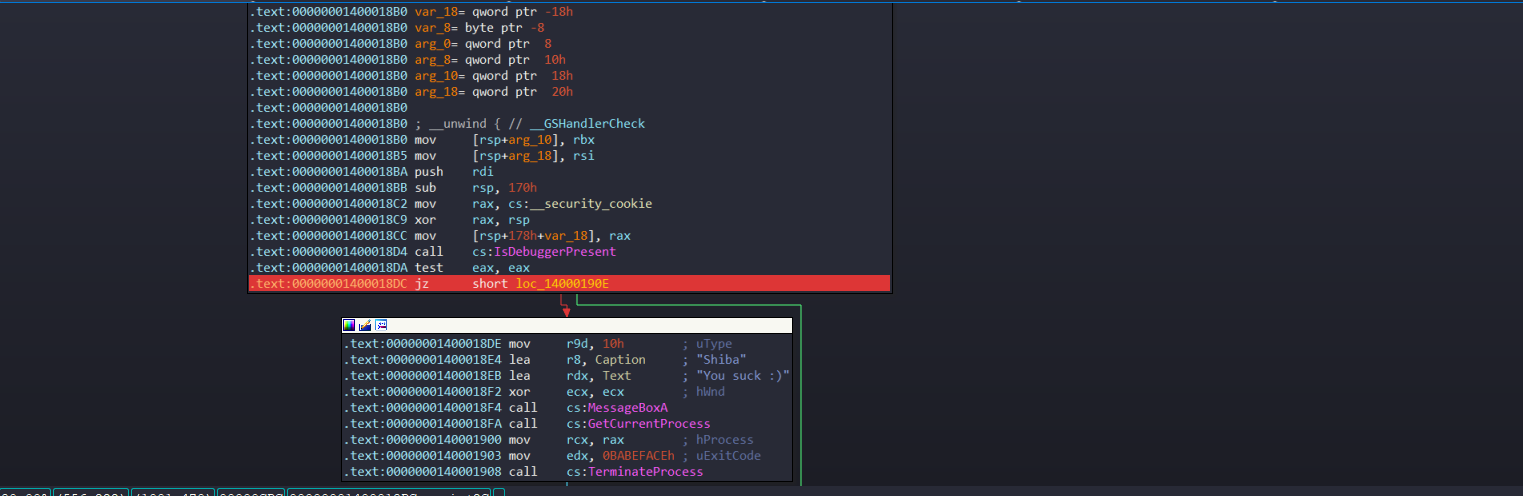 .text:00000001400018B0 var_18= qword ptr -18h
.text:00000001400018B0 var_8= byte ptr -8
.text:00000001400018B0 arg_0= qword ptr  8
.text:00000001400018B0 arg_8= qword ptr  10h
.text:00000001400018B0 arg_10= qword ptr  18h
.text:00000001400018B0 arg_18= qword ptr  20h
.text:00000001400018B0
.text:00000001400018B0 ; __unwind { // __GSHandlerCheck
.text:00000001400018B0 mov     [rsp+arg_10], rbx
.text:00000001400018B5 mov     [rsp+arg_18], rsi
.text:00000001400018BA push    rdi
.text:00000001400018BB sub     rsp, 170h
.text:00000001400018C2 mov     rax, cs:__security_cookie
.text:00000001400018C9 xor     rax, rsp
.text:00000001400018CC mov     [rsp+178h+var_18], rax
.text:00000001400018D4 call    cs:IsDebuggerPresent
.text:00000001400018DA test    eax, eax
.text:00000001400018DC jz      short loc_14000190E
.text:00000001400018DE mov     r9d, 10h        ; uType
.text:00000001400018E4 lea     r8, Caption     ; "Shiba"
.text:00000001400018EB lea     rdx, Text       ; "You suck :)"
.text:00000001400018F2 xor     ecx, ecx        ; hWnd
.text:00000001400018F4 call    cs:MessageBoxA
.text:00000001400018FA call    cs:GetCurrentProcess
.text:0000000140001900 mov     rcx, rax        ; hProcess
.text:0000000140001903 mov     edx, 0BABEFACEh ; uExitCode
.text:0000000140001908 call    cs:TerminateProcess